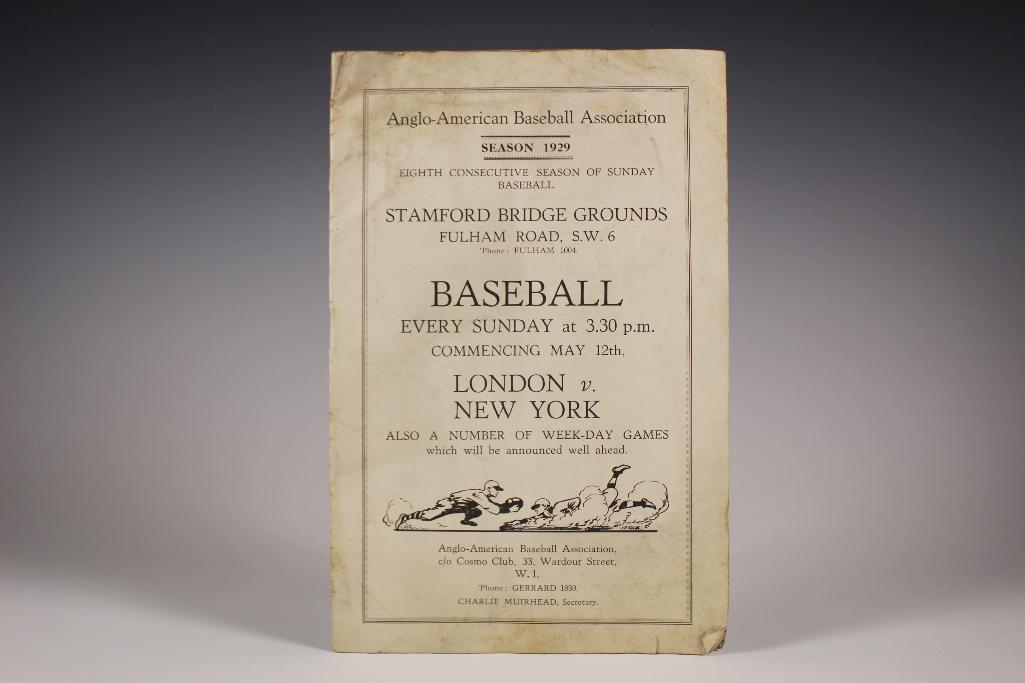 Anglo-American Baseball Association
SEASON 1929
EIGHTH CONSECUTIVE SEASON OF SUNDAY
BASEBALL
STAMFORD BRIDGE GROUNDS
FULHAM ROAD, S.W. 6
'Phone: FULHAM 1004.
BASEBALL
EVERY SUNDAY at 3.30 p.m.
COMMENCING MAY 12th,
LONDON v.
NEW YORK
ALSO A NUMBER OF WEEK-DAY GAMES
which will be announced well ahead.
Anglo-American Baseball Association,
c/o Cosmo Club, 33, Wardour Street,
W.1.
'Phone: GERRARD 1830.
CHARLIE MUIRHEAD, Secretary.